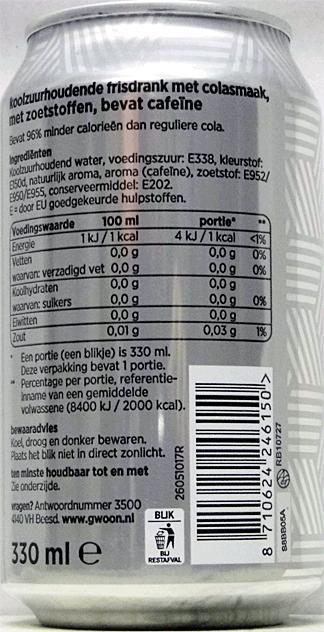 koolzuurhoudende frisdrank met colasmaak,
met zoetstoffen, bevat cafeïne
Bevat 96% minder calorieën dan reguliere cola.
Ingrediënten
Koolzuurhoudend water, voedingszuur: E338, kleurstof:
E150d, natuurlijk aroma, aroma (cafeïne), zoetstof: E952/
E950/E955, conserveermiddel: E202.
E = door EU goedgekeurde hulpstoffen.
Voedingswaarde 100 ml portie* **
Energie 1 kJ / 1 kcal 4 kJ / 1 kcal <1%
Vetten 0,0 g 0,0 g 0%
waarvan: verzadigd vet 0,0 g 0,0 g 0%
Koolhydraten 0,0 g 0,0 g
waarvan: suikers 0,0 g 0,0 g 0%
Eiwitten 0,0 g 0,0 g
Zout 0,01 g 0,03 g 1%
* Een portie (een blikje) is 330 ml.
Deze verpakking bevat 1 portie.
** Percentage per portie, referentie-
inname van een gemiddelde
volwassene (8400 kJ / 2000 kcal).
bewaaradvies
Koel, droog en donker bewaren.
Plaats het blik niet in direct zonlicht.
ten minste houdbaar tot en met
Zie onderzijde.
vragen? Antwoordnummer 3500
4140 VH Beesd. www.gwoon.nl
330 ml e
BLIK
BIJ
RESTAFVAL
26051017R
8 710624 246150 >
RB10727
S8BB05A